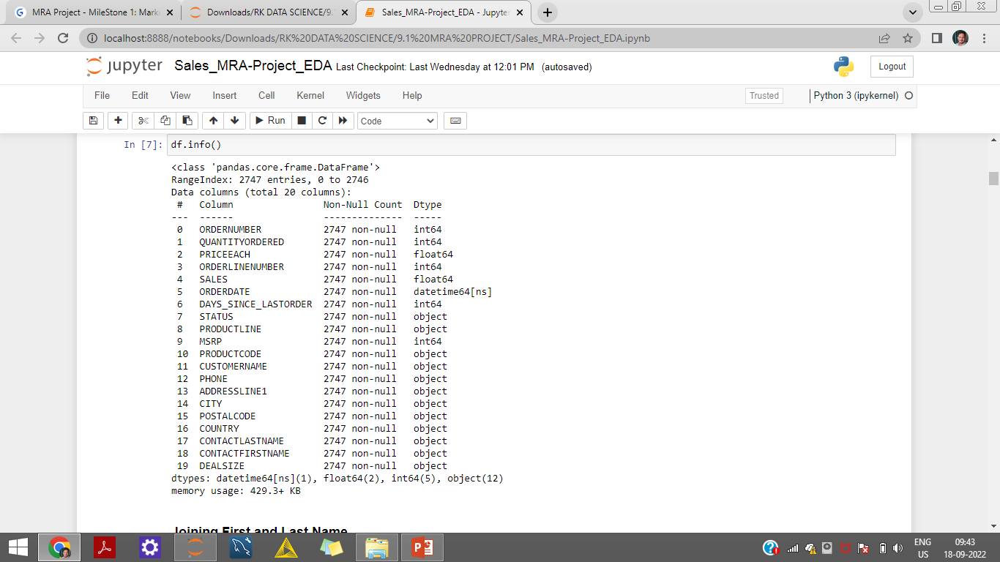 MRA Project - MileStone 1: Mark
Downloads/RK DATA SCIENCE/9.
Sales_MRA-Project_EDA - Jupyter
localhost:8888/notebooks/Downloads/RK%20DATA%20SCIENCE/9.1%20MRA%20PROJECT/Sales_MRA-Project_EDA.ipynb
jupyter Sales_MRA-Project_EDA Last Checkpoint: Last Wednesday at 12:01 PM (autosaved)
Logout
File Edit View Insert Cell Kernel Widgets Help
Trusted
Python 3 (ipykernel)
Run
Code
In [7]: df.info()
<class 'pandas.core.frame.DataFrame'>
RangeIndex: 2747 entries, 0 to 2746
Data columns (total 20 columns):
# Column Non-Null Count Dtype
--- ------ -------------- -----
0 ORDERNUMBER 2747 non-null int64
1 QUANTITYORDERED 2747 non-null int64
2 PRICEEACH 2747 non-null float64
3 ORDERLINENUMBER 2747 non-null int64
4 SALES 2747 non-null float64
5 ORDERDATE 2747 non-null datetime64[ns]
6 DAYS_SINCE_LASTORDER 2747 non-null int64
7 STATUS 2747 non-null object
8 PRODUCTLINE 2747 non-null object
9 MSRP 2747 non-null int64
10 PRODUCTCODE 2747 non-null object
11 CUSTOMERNAME 2747 non-null object
12 PHONE 2747 non-null object
13 ADDRESSLINE1 2747 non-null object
14 CITY 2747 non-null object
15 POSTALCODE 2747 non-null object
16 COUNTRY 2747 non-null object
17 CONTACTLASTNAME 2747 non-null object
18 CONTACTFIRSTNAME 2747 non-null object
19 DEALSIZE 2747 non-null object
dtypes: datetime64[ns](1), float64(2), int64(5), object(12)
memory usage: 429.3+ KB
Joining First and Last Name
ENG
US
09:43
18-09-2022